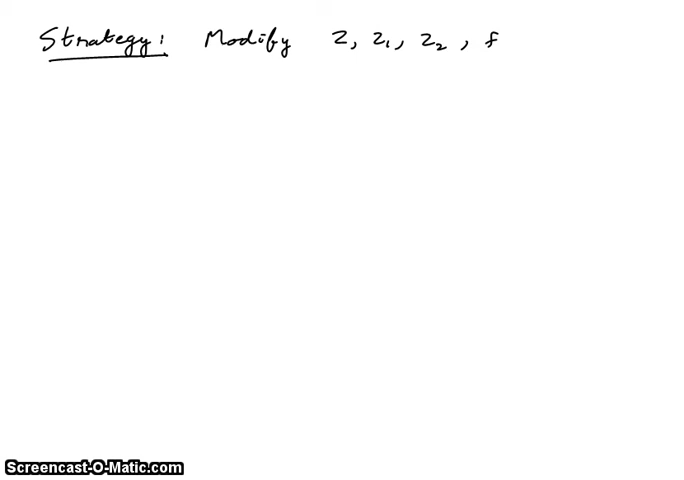 Strategy: Modify z, z₁, z₂, f
Screencast-O-Matic.com